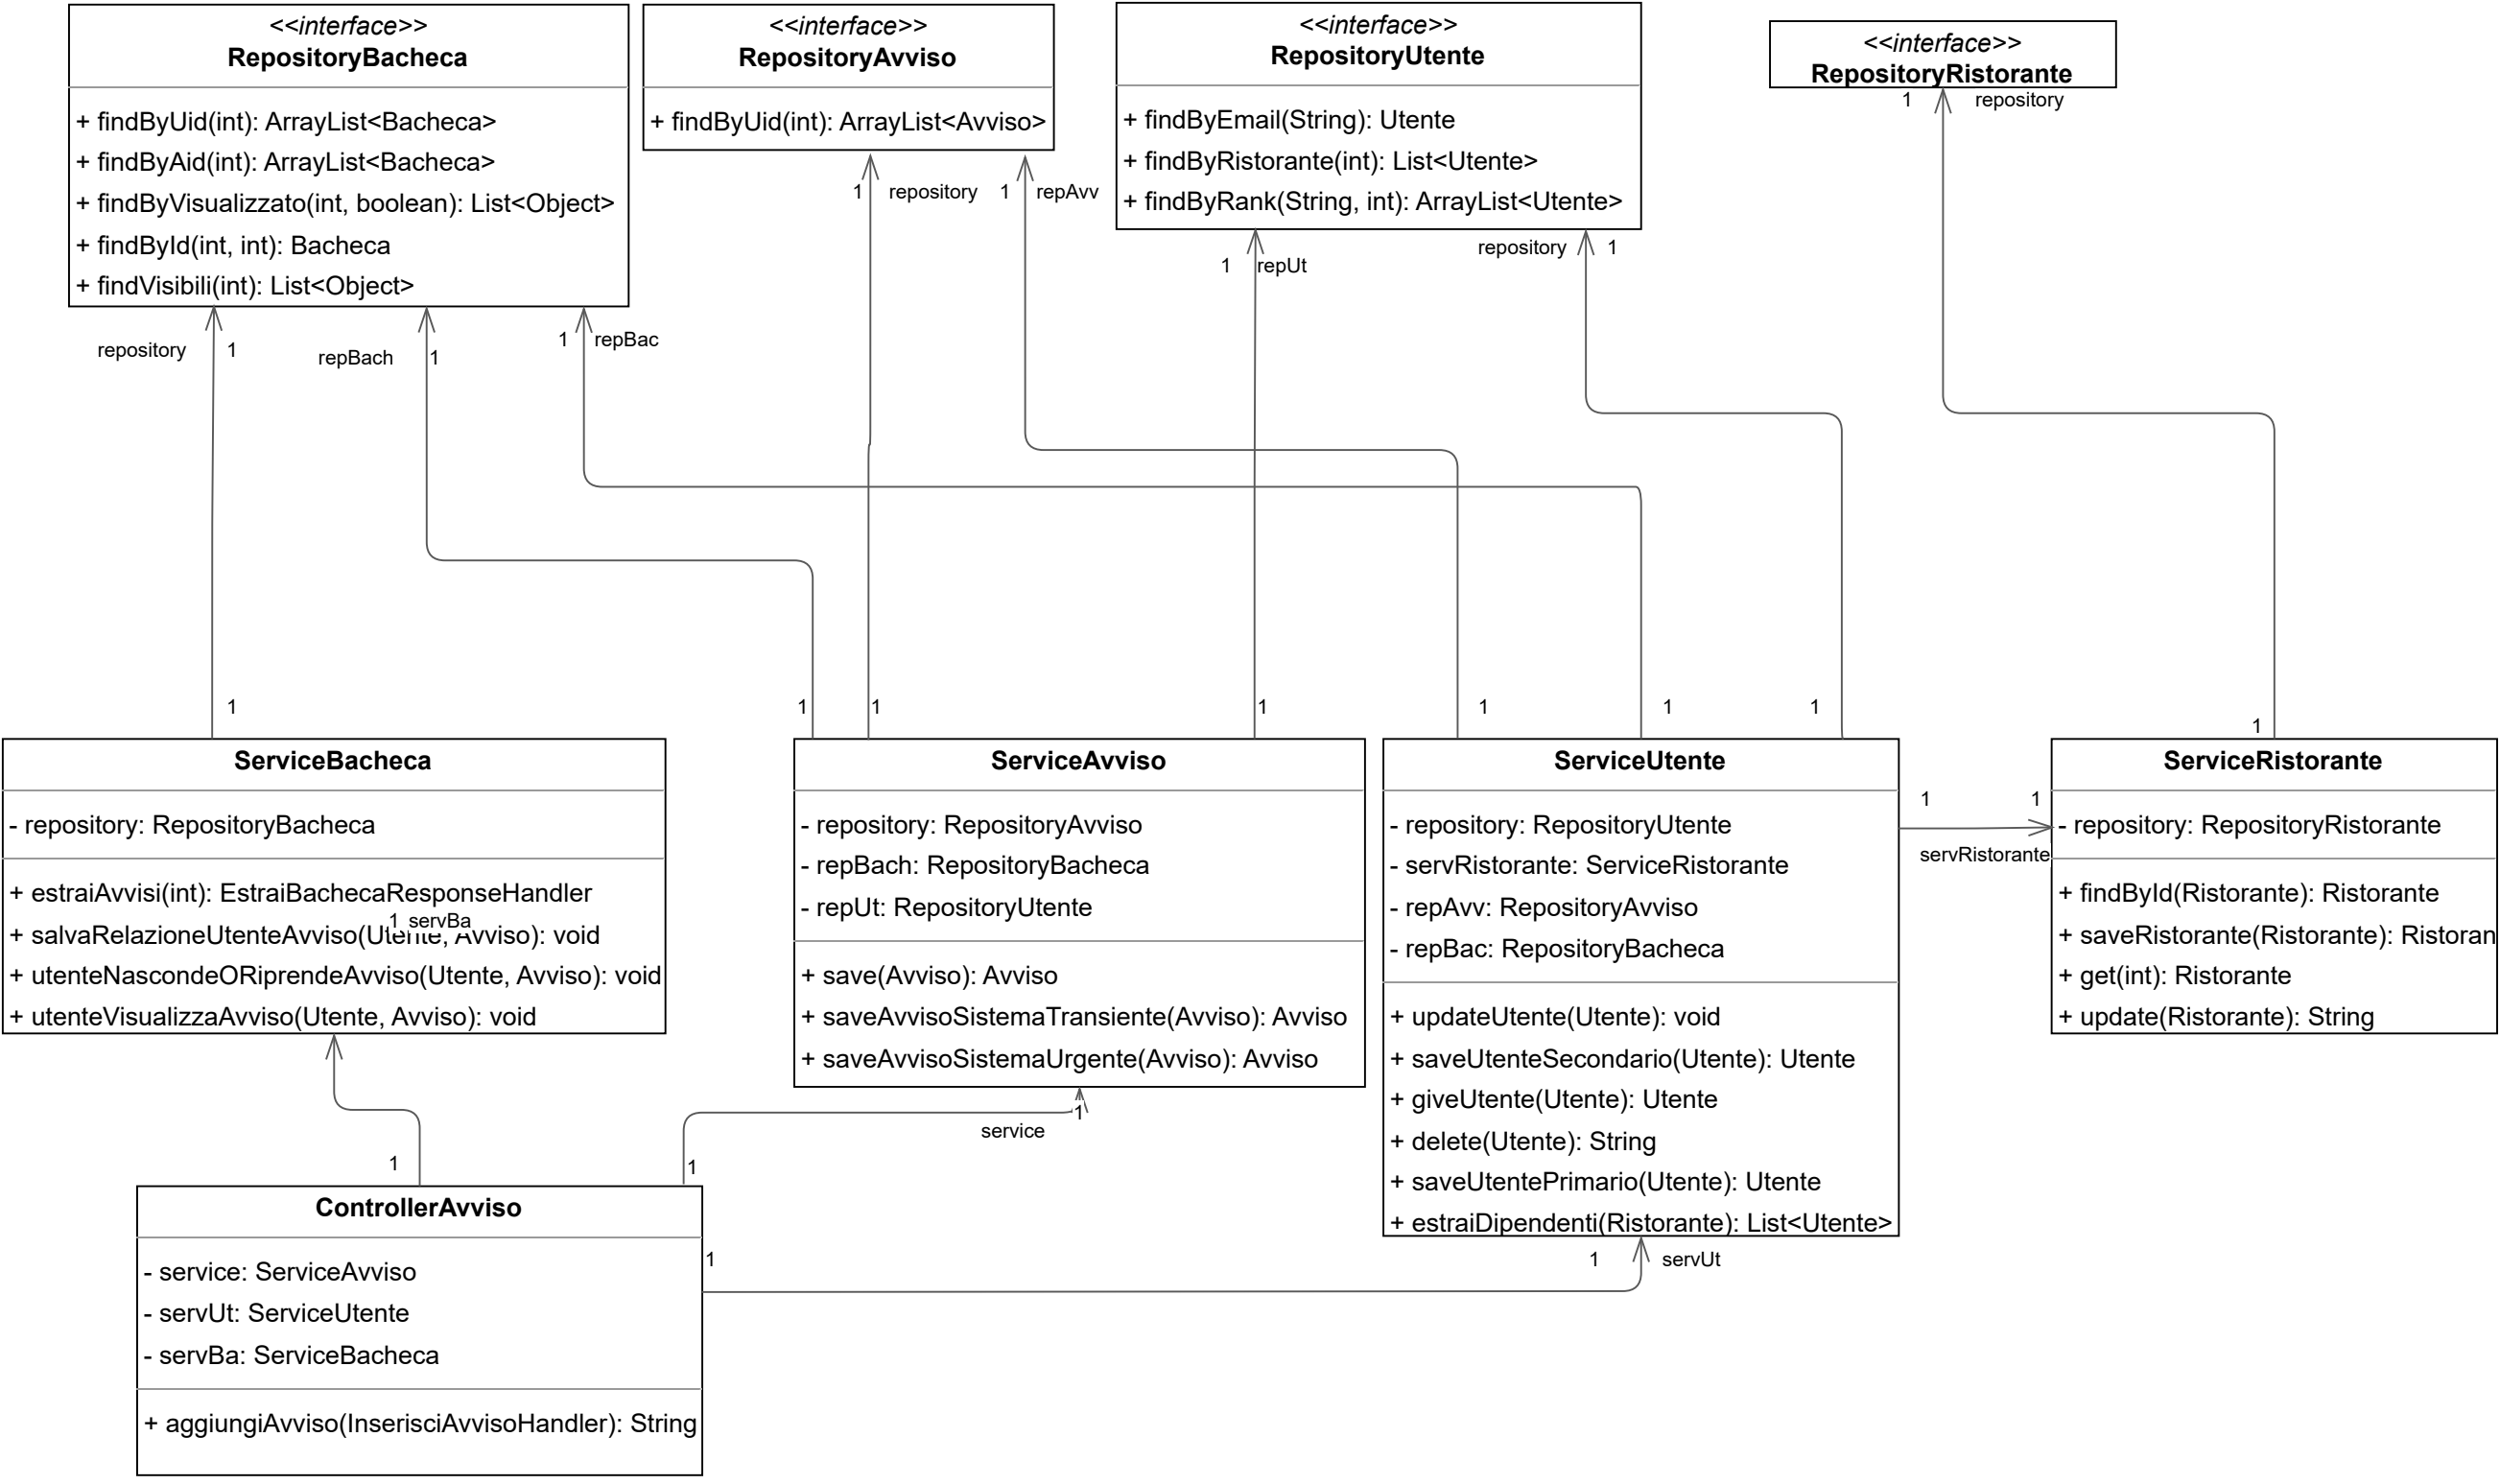 <<interface>>
RepositoryBacheca
+ findByUid(int): ArrayList<Bacheca>
+ findByAid(int): ArrayList<Bacheca>
+ findByVisualizzato(int, boolean): List<Object>
+ findById(int, int): Bacheca
+ findVisibili(int): List<Object>
<<interface>>
RepositoryAvviso
+ findByUid(int): ArrayList<Avviso>
<<interface>>
RepositoryUtente
+ findByEmail(String): Utente
+ findByRistorante(int): List<Utente>
+ findByRank(String, int): ArrayList<Utente>
<<interface>>
RepositoryRistorante
1 repository
1 repository
1 repAvv
1 repUt
repository 1
repository 1
repBach 1
1 repBac
1
1
1
1
1
1
1
1
ServiceBacheca
- repository: RepositoryBacheca
+ estraiAvvisi(int): EstraiBachecaResponseHandler
1 servBa
+ salvaRelazioneUtenteAvviso(Utente, Avviso): void
+ utenteNascondeORiprendeAvviso(Utente, Avviso): void
+ utenteVisualizzaAvviso(Utente, Avviso): void
ServiceAvviso
- repository: RepositoryAvviso
- repBach: RepositoryBacheca
- repUt: RepositoryUtente
+ save(Avviso): Avviso
+ saveAvvisoSistemaTransiente(Avviso): Avviso
+ saveAvvisoSistemaUrgente(Avviso): Avviso
ServiceUtente
- repository: RepositoryUtente
- servRistorante: ServiceRistorante
- repAvv: RepositoryAvviso
- repBac: RepositoryBacheca
+ updateUtente(Utente): void
+ saveUtenteSecondario(Utente): Utente
+ giveUtente(Utente): Utente
+ delete(Utente): String
+ saveUtentePrimario(Utente): Utente
+ estraiDipendenti(Ristorante): List<Utente>
1 1
servRistorante
ServiceRistorante
- repository: RepositoryRistorante
+ findById(Ristorante): Ristorante
+ saveRistorante(Ristorante): Ristoran
+ get(int): Ristorante
+ update(Ristorante): String
1
service
1
1
ControllerAvviso
- service: ServiceAvviso
- servUt: ServiceUtente
- servBa: ServiceBacheca
+ aggiungiAvviso(InserisciAvvisoHandler): String
1
1 servUt